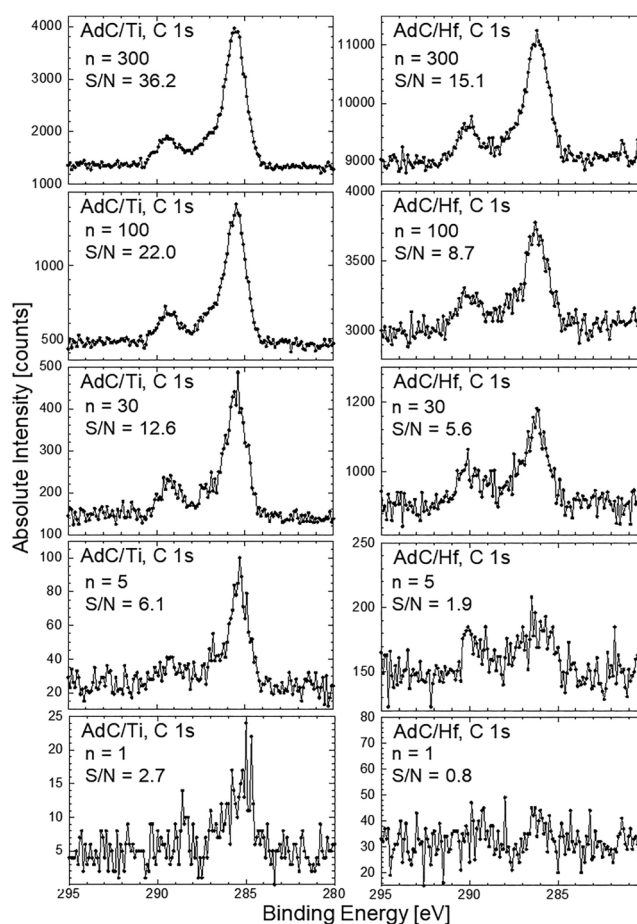 AdC/Ti, C 1s
n = 300
S/N = 36.2
4000
3000
2000
1000
AdC/Hf, C 1s
n = 300
S/N = 15.1
11000
10000
9000
AdC/Ti, C 1s
n = 100
S/N = 22.0
1000
500
AdC/Hf, C 1s
n = 100
S/N = 8.7
4000
3500
3000
AdC/Ti, C 1s
n = 30
S/N = 12.6
500
400
300
200
100
AdC/Hf, C 1s
n = 30
S/N = 5.6
1200
1000
AdC/Ti, C 1s
n = 5
S/N = 6.1
100
80
60
40
20
AdC/Hf, C 1s
n = 5
S/N = 1.9
250
200
150
AdC/Ti, C 1s
n = 1
S/N = 2.7
25
20
15
10
5
AdC/Hf, C 1s
n = 1
S/N = 0.8
80
70
60
50
40
30
20
295 290 285 280
295 290 285
Absolute Intensity [counts]
Binding Energy [eV]